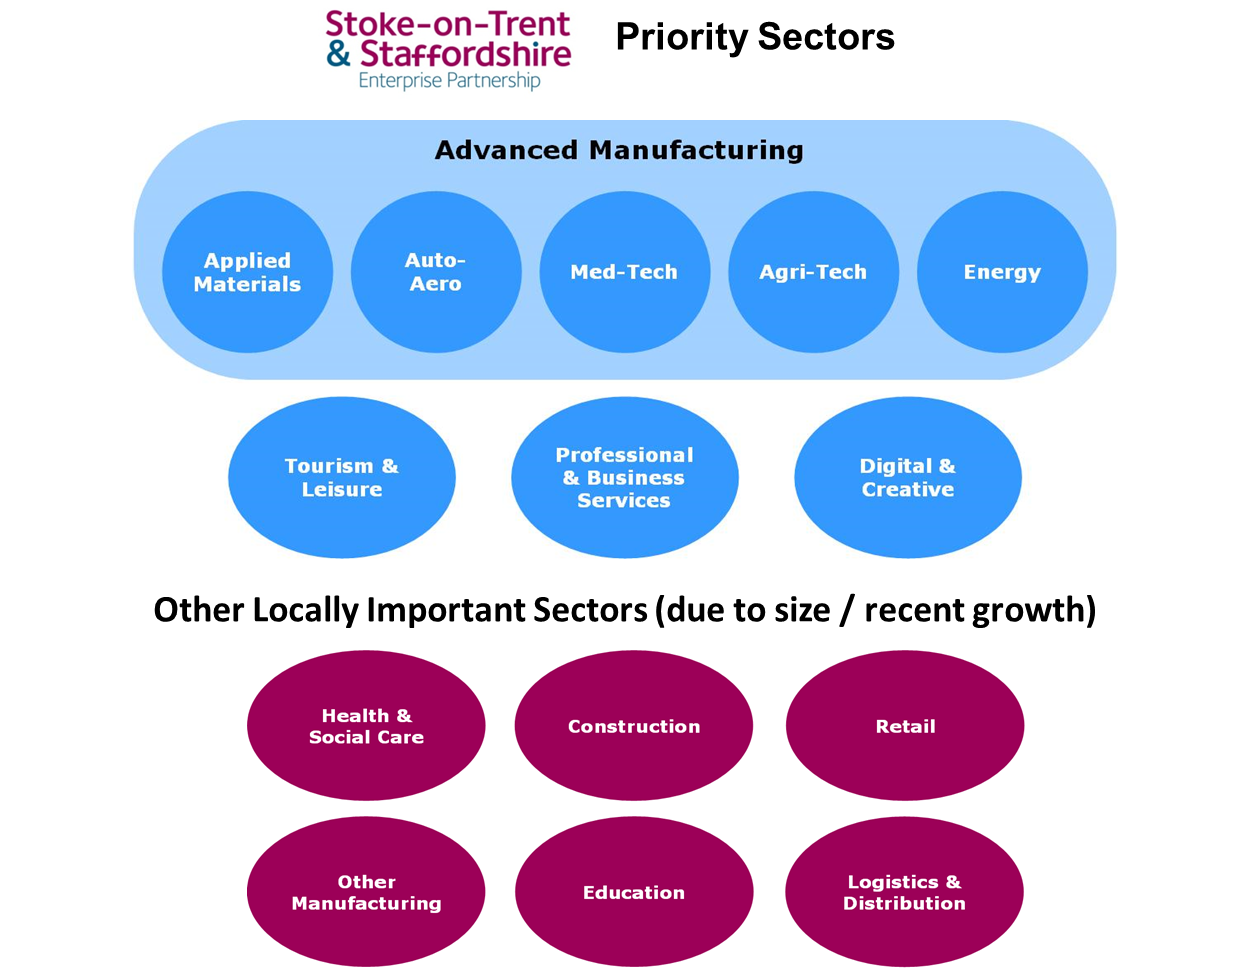 Stoke-on-Trent
& Staffordshire
Enterprise Partnership
Priority Sectors
Advanced Manufacturing
Applied
Materials
Auto-
Aero
Med-Tech
Agri-Tech
Energy
Tourism &
Leisure
Professional
& Business
Services
Digital &
Creative
Other Locally Important Sectors (due to size / recent growth)
Health &
Social Care
Construction
Retail
Other
Manufacturing
Education
Logistics &
Distribution